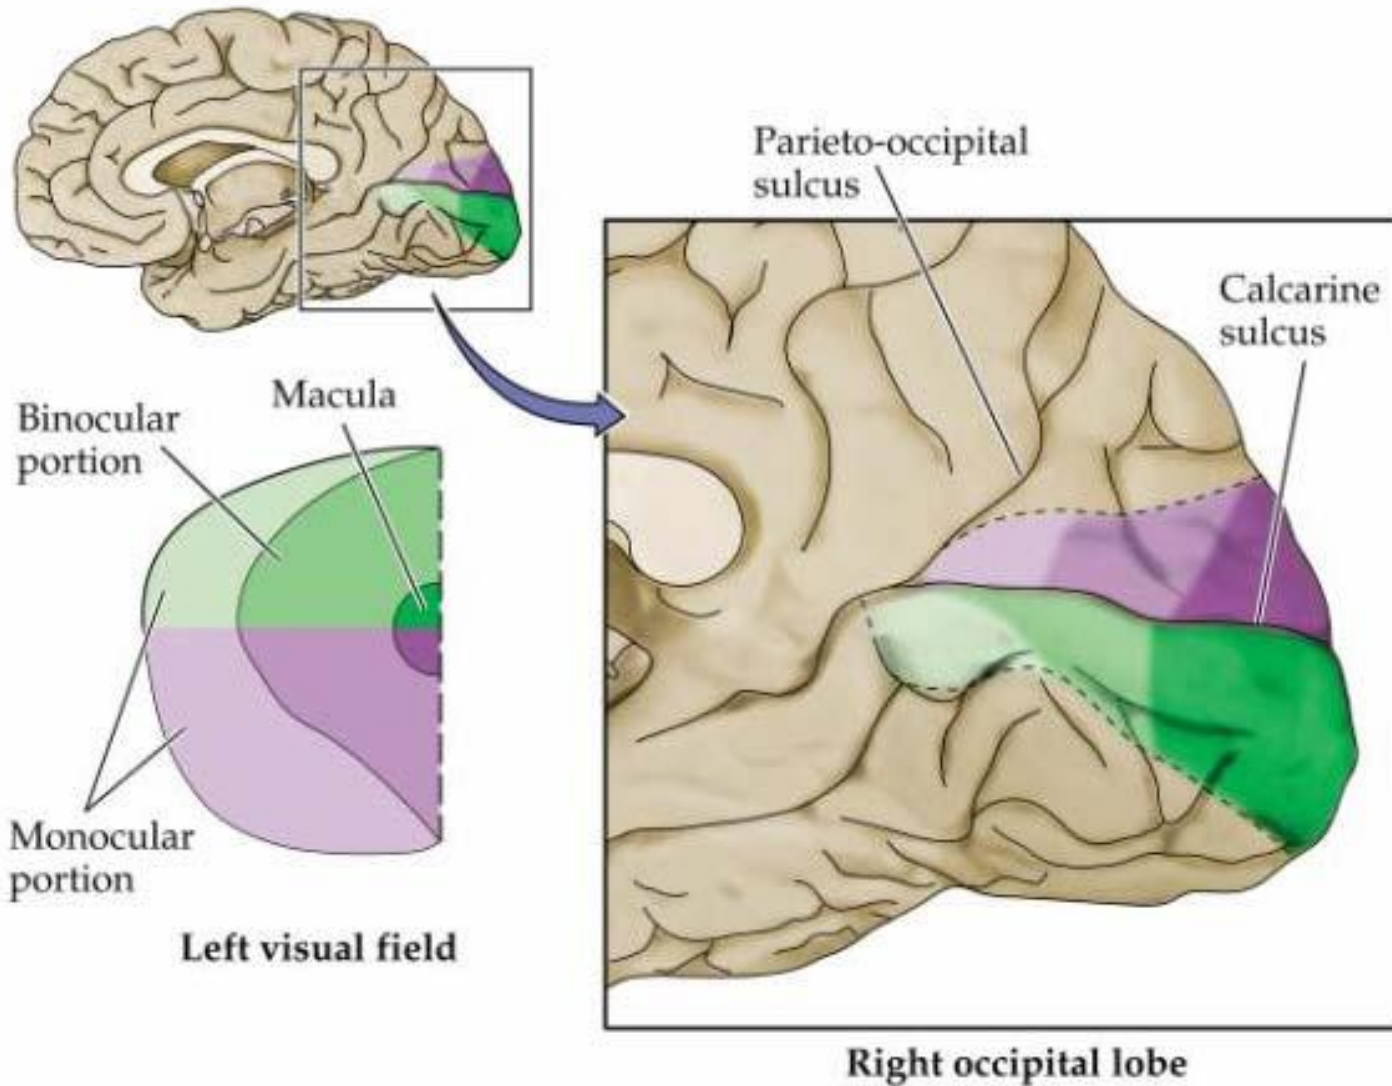 Parieto-occipital
sulcus
Calcarine
sulcus
Macula
Binocular
portion
Monocular
portion
Left visual field
Right occipital lobe